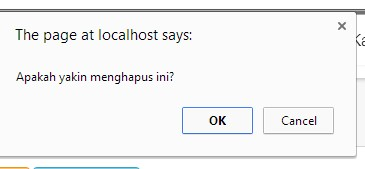 The page at localhost says:
Apakah yakin menghapus ini?
OK
Cancel